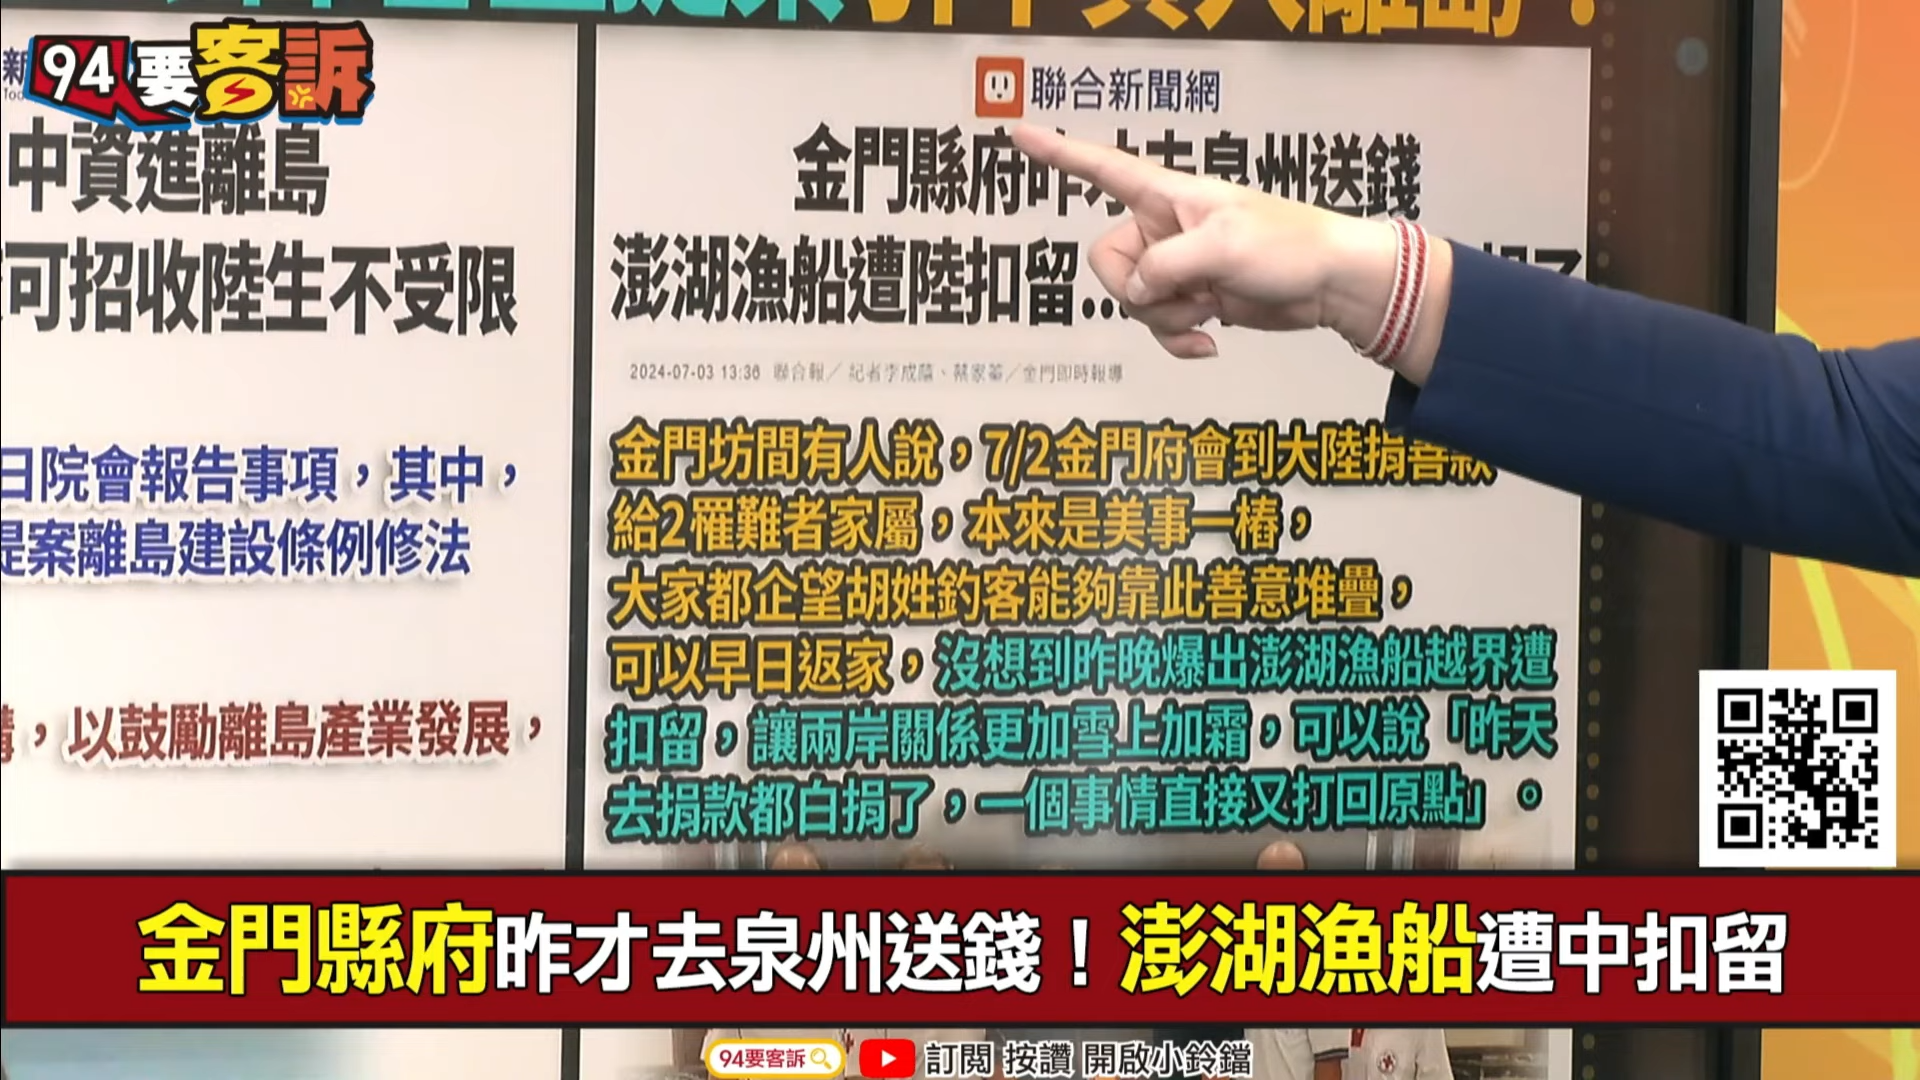 94要客訴
新
中資進離島
可招收陸生不受限
日院會報告事項，其中，
提案離島建設條例修法
，以鼓勵離島產業發展，
聯合新聞網
金門縣府昨才去泉州送錢
澎湖漁船遭陸扣留...
2024-07-03 13:36 聯合報／記者李成蔭、蔡家蓁／金門即時報導
金門坊間有人說，7/2金門府會到大陸捐善款
給2罹難者家屬，本來是美事一樁，
大家都企望胡姓釣客能夠靠此善意堆疊，
可以早日返家，沒想到昨晚爆出澎湖漁船越界遭
扣留，讓兩岸關係更加雪上加霜，可以說「昨天
去捐款都白捐了，一個事情直接又打回原點」。
金門縣府昨才去泉州送錢！澎湖漁船遭中扣留
94要客訴 訂閱 按讚 開啟小鈴鐺